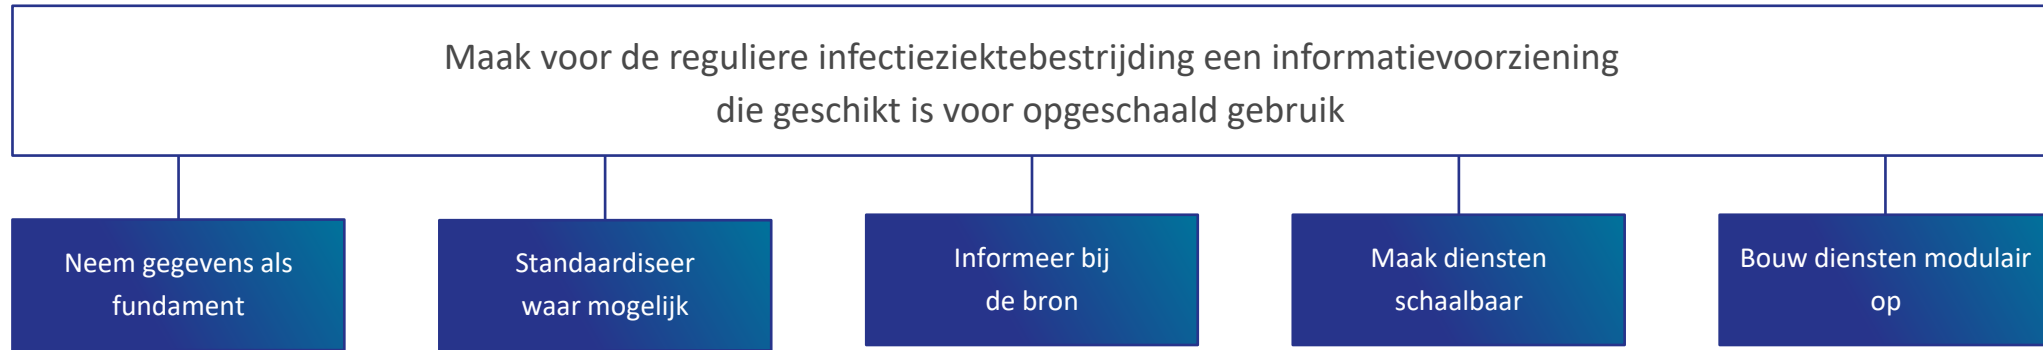 Maak voor de reguliere infectieziektebestrijding een informatievoorziening
die geschikt is voor opgeschaald gebruik
Neem gegevens als
fundament
Standaardiseer
waar mogelijk
Informeer bij
de bron
Maak diensten
schaalbaar
Bouw diensten modulair
op